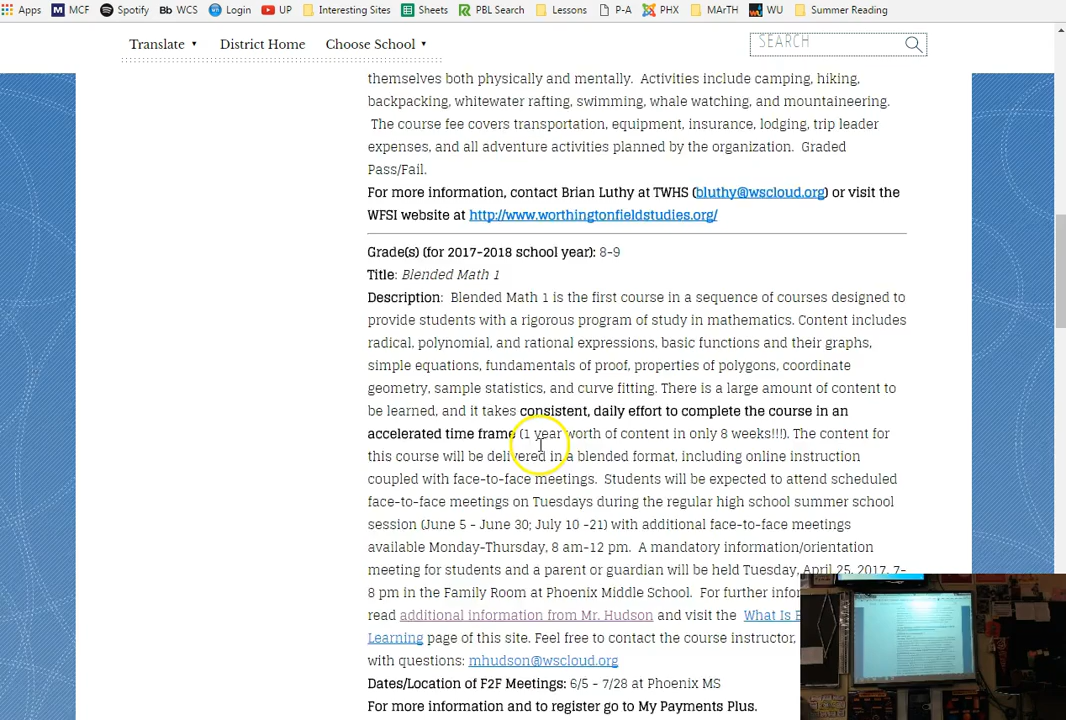 Apps MCF Spotify Bb WCS Login UP Interesting Sites Sheets PBL Search Lessons P-A PHX MArTH WU Summer Reading
Translate District Home Choose School SEARCH
themselves both physically and mentally. Activities include camping, hiking,
backpacking, whitewater rafting, swimming, whale watching, and mountaineering.
The course fee covers transportation, equipment, insurance, lodging, trip leader
expenses, and all adventure activities planned by the organization. Graded
Pass/Fail.
For more information, contact Brian Luthy at TWHS (bluthy@wscloud.org) or visit the
WFSI website at http://www.worthingtonfieldstudies.org/
Grade(s) (for 2017-2018 school year): 8-9
Title: Blended Math 1
Description: Blended Math 1 is the first course in a sequence of courses designed to
provide students with a rigorous program of study in mathematics. Content includes
radical, polynomial, and rational expressions, basic functions and their graphs,
simple equations, fundamentals of proof, properties of polygons, coordinate
geometry, sample statistics, and curve fitting. There is a large amount of content to
be learned, and it takes consistent, daily effort to complete the course in an
accelerated time frame (1 year worth of content in only 8 weeks!!!). The content for
this course will be delivered in a blended format, including online instruction
coupled with face-to-face meetings. Students will be expected to attend scheduled
face-to-face meetings on Tuesdays during the regular high school summer school
session (June 5 - June 30; July 10 -21) with additional face-to-face meetings
available Monday-Thursday, 8 am-12 pm. A mandatory information/orientation
meeting for students and a parent or guardian will be held Tuesday, April 25, 2017, 7-
8 pm in the Family Room at Phoenix Middle School. For further infor
read additional information from Mr. Hudson and visit the What Is
Learning page of this site. Feel free to contact the course instructor,
with questions: mhudson@wscloud.org
Dates/Location of F2F Meetings: 6/5 - 7/28 at Phoenix MS
For more information and to register go to My Payments Plus.